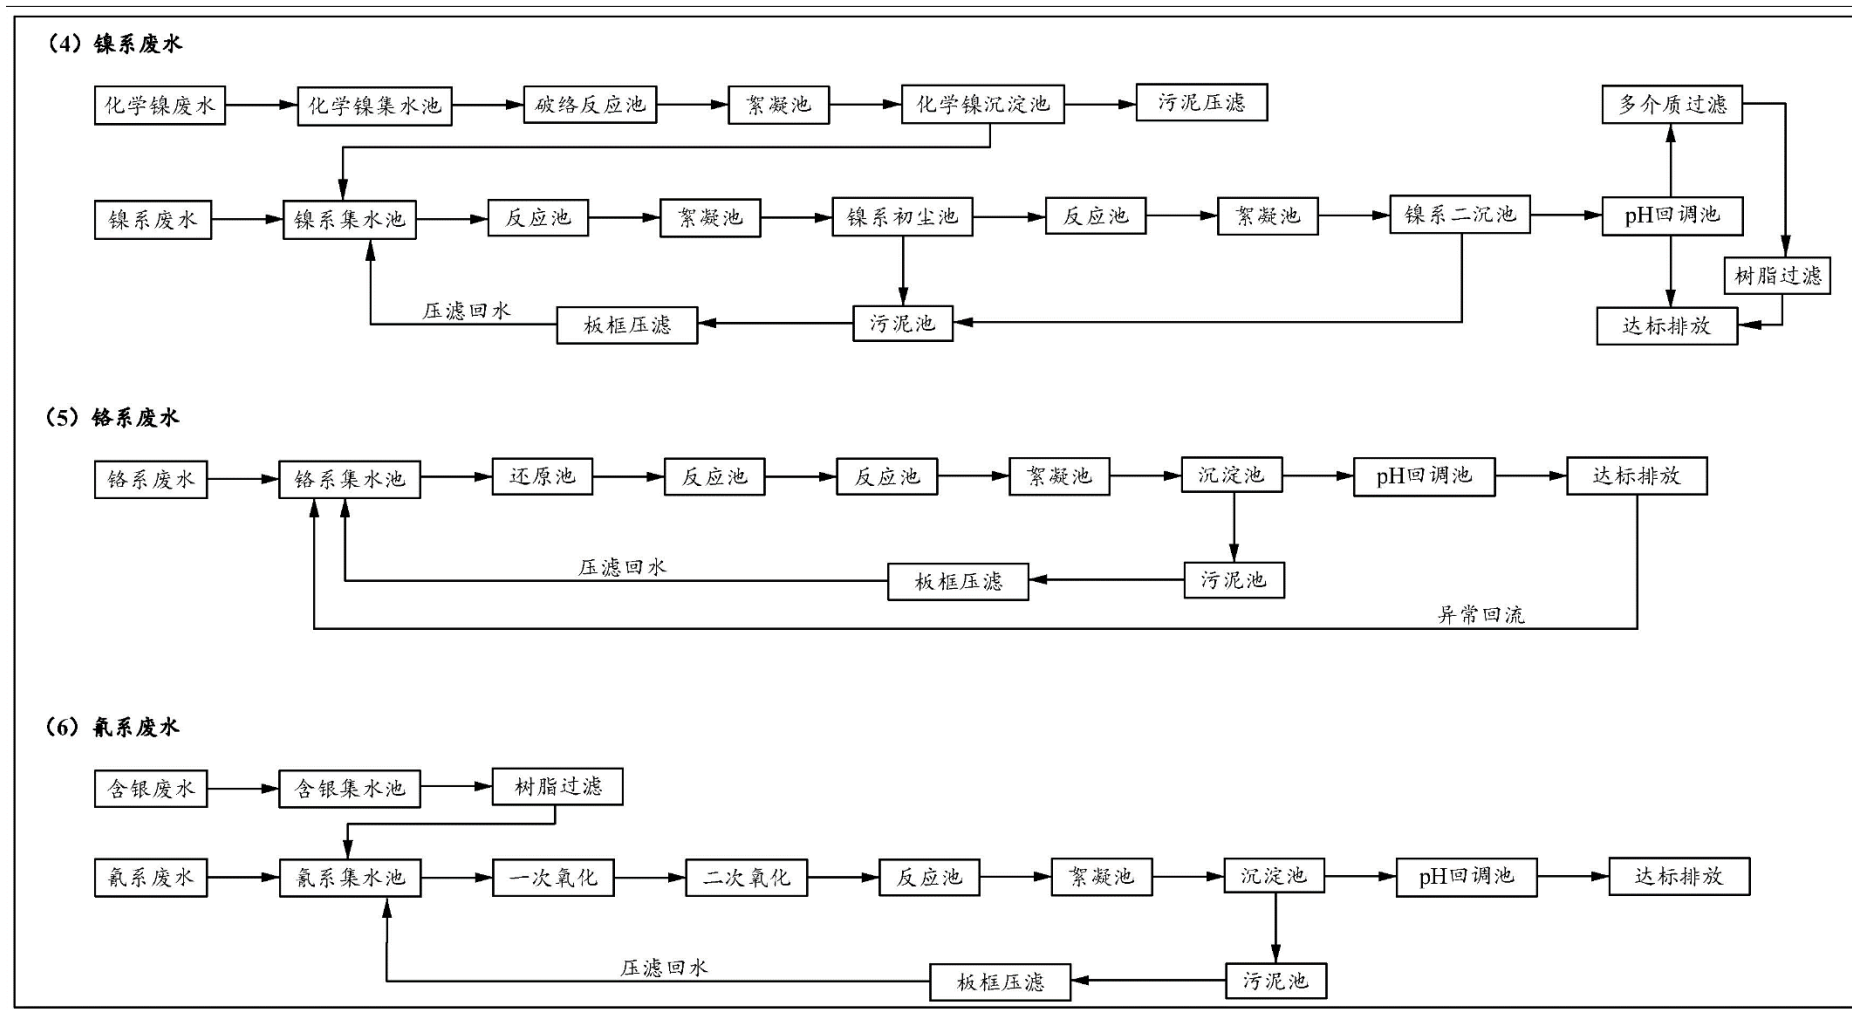 （4）镍系废水
化学镍废水
化学镍集水池
破络反应池
絮凝池
化学镍沉淀池
污泥压滤
多介质过滤
镍系废水
镍系集水池
反应池
絮凝池
镍系初尘池
反应池
絮凝池
镍系二沉池
pH回调池
树脂过滤
压滤回水
板框压滤
污泥池
达标排放
（5）铬系废水
铬系废水
铬系集水池
还原池
反应池
反应池
絮凝池
沉淀池
pH回调池
达标排放
压滤回水
板框压滤
污泥池
异常回流
（6）氰系废水
含银废水
含银集水池
树脂过滤
氰系废水
氰系集水池
一次氧化
二次氧化
反应池
絮凝池
沉淀池
pH回调池
达标排放
压滤回水
板框压滤
污泥池